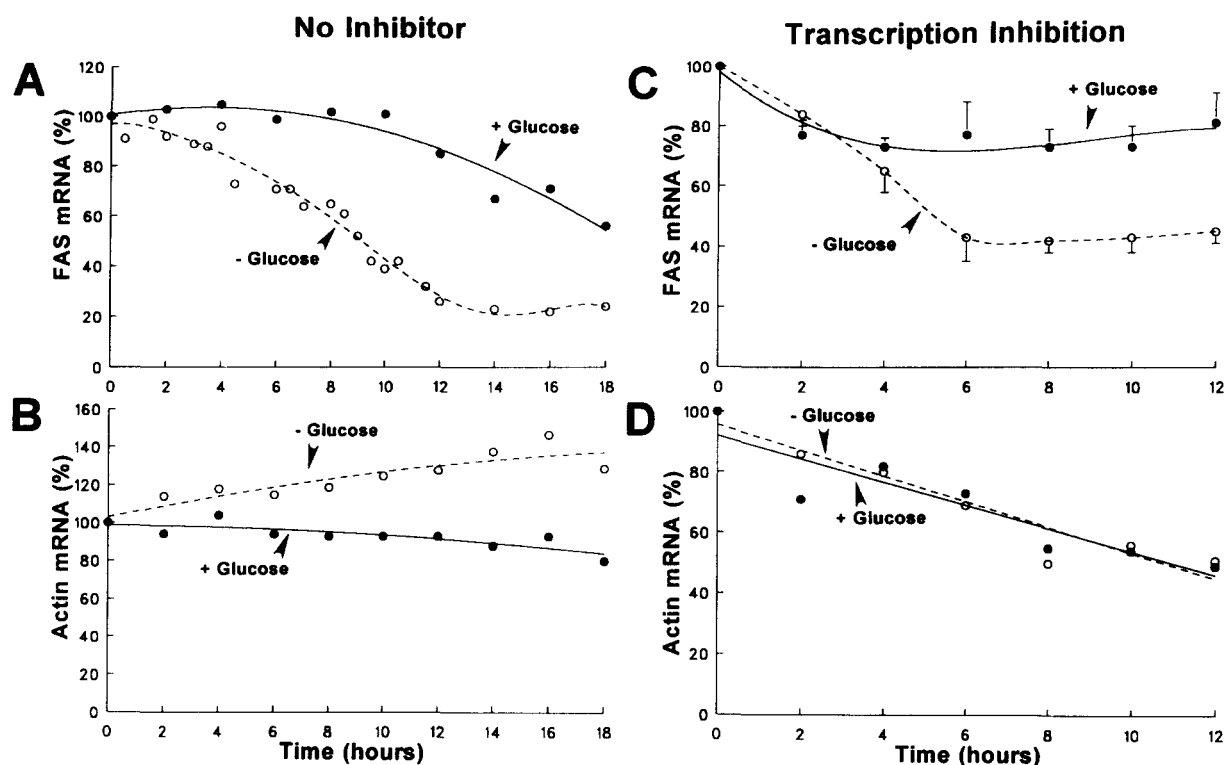 No Inhibitor
Transcription Inhibition
A
FAS mRNA (%)
120
100
80
60
40
20
0
+ Glucose
- Glucose
0 2 4 6 8 10 12 14 16 18
C
FAS mRNA (%)
100
80
60
40
20
0
+ Glucose
- Glucose
0 2 4 6 8 10 12
B
Actin mRNA (%)
160
140
120
100
80
60
40
20
0
- Glucose
+ Glucose
0 2 4 6 8 10 12 14 16 18
Time (hours)
D
Actin mRNA (%)
100
80
60
40
20
0
- Glucose
+ Glucose
0 2 4 6 8 10 12
Time (hours)